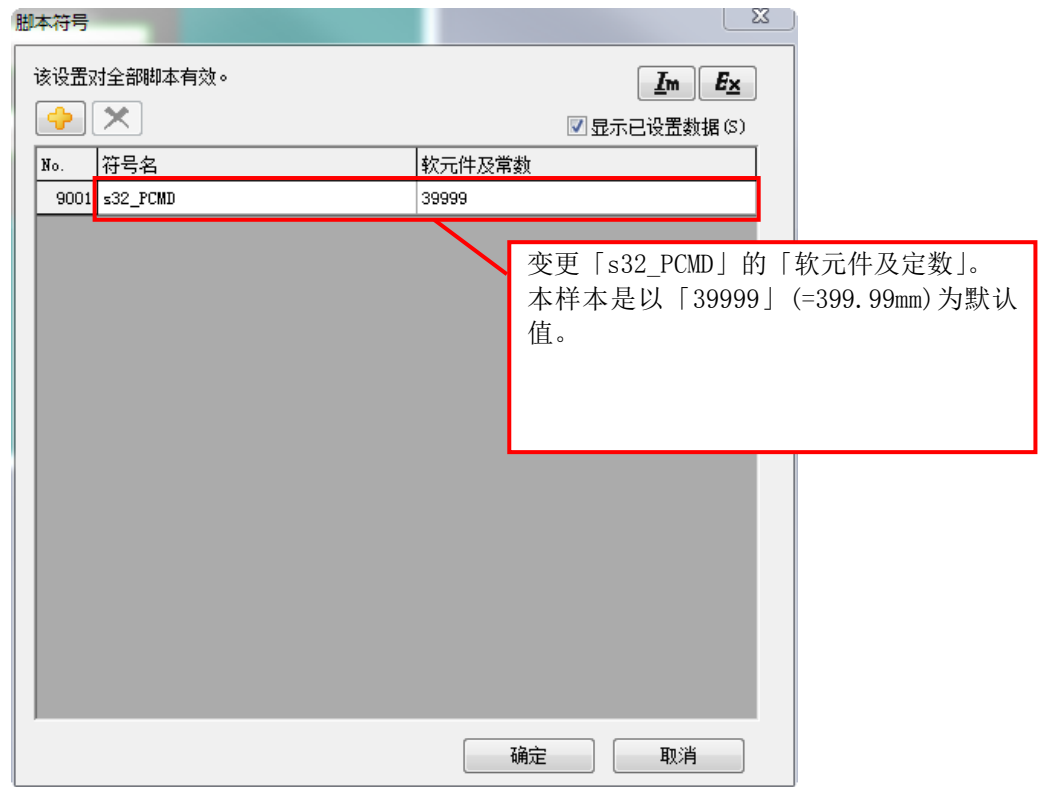 脚本符号
该设置对全部脚本有效。
Im Ex
显示已设置数据(S)
No. 符号名 软元件及常数
9001 s32_PCMD 39999
变更「s32_PCMD」的「软元件及定数」。
本样本是以「39999」(=399.99mm)为默认
值。
确定 取消